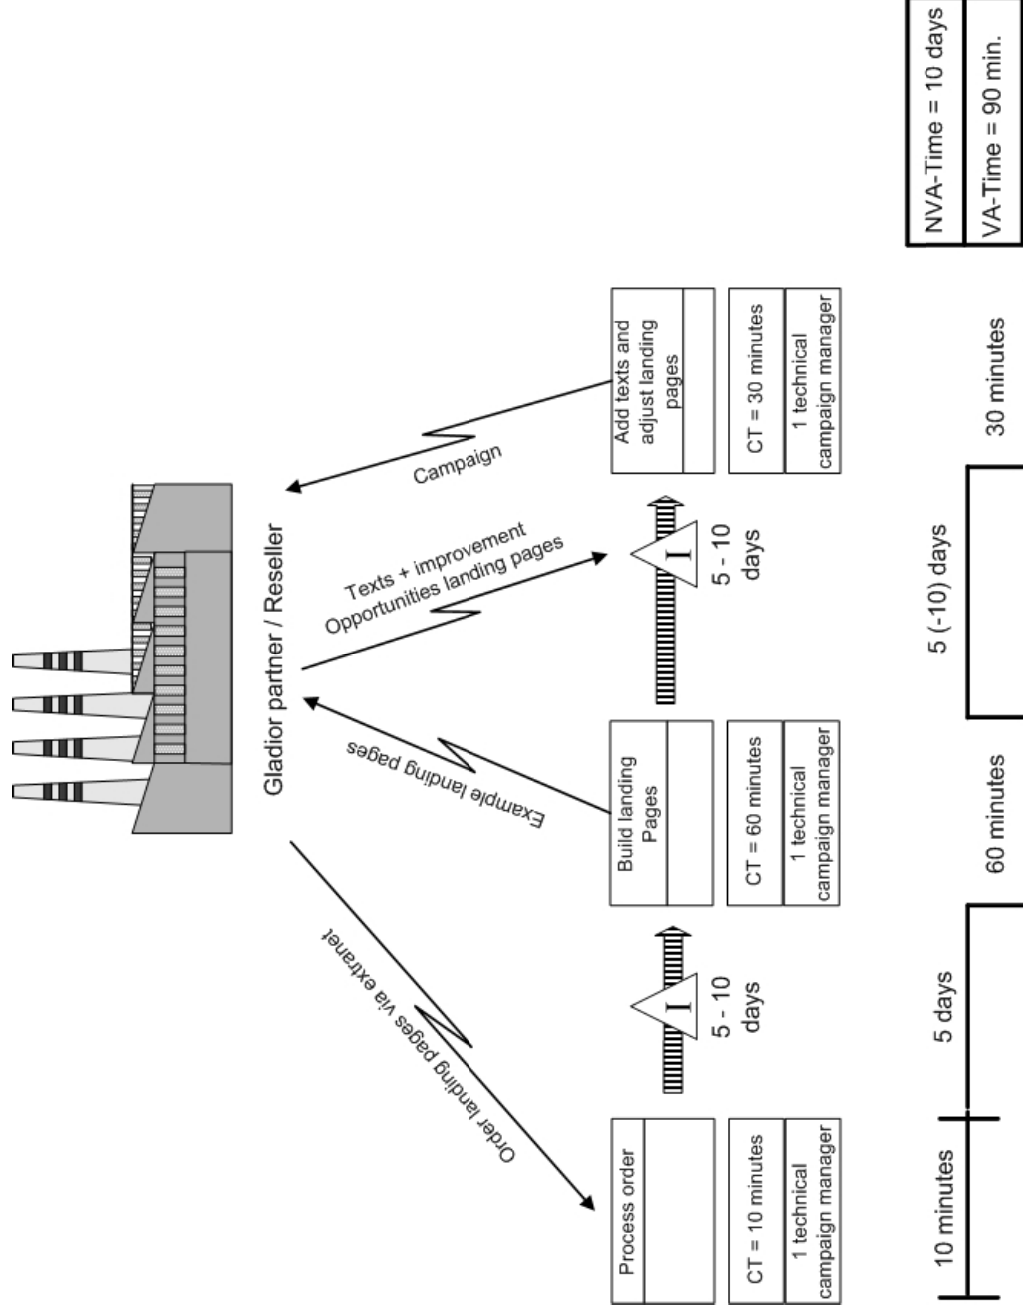 Gladior partner / Reseller
Order landing pages via extranet
Example landing pages
Texts + improvement
Opportunities landing pages
Campaign
Process order
CT = 10 minutes
1 technical
campaign manager
I
5 - 10
days
Build landing
Pages
CT = 60 minutes
1 technical
campaign manager
I
5 - 10
days
Add texts and
adjust landing
pages
CT = 30 minutes
1 technical
campaign manager
10 minutes
5 days
60 minutes
5 (-10) days
30 minutes
NVA-Time = 10 days
VA-Time = 90 min.